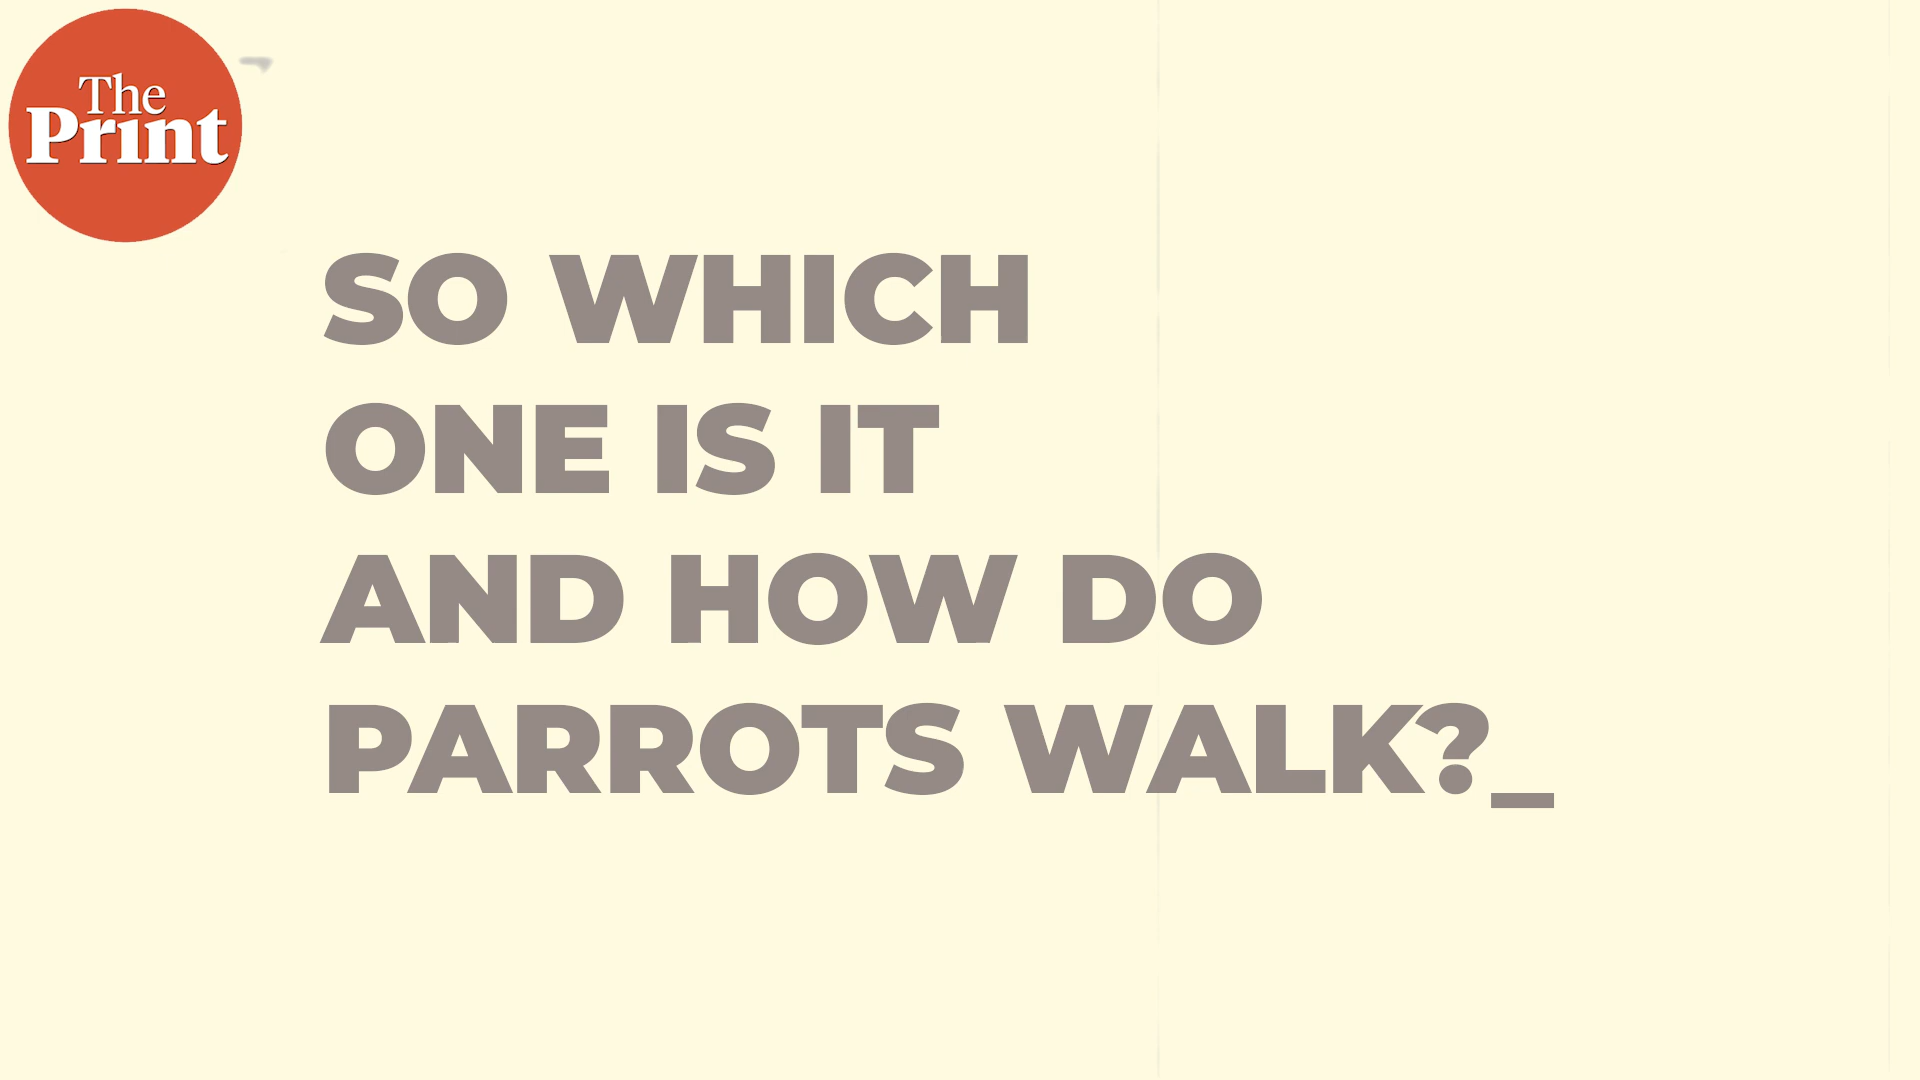 The
Print
SO WHICH
ONE IS IT
AND HOW DO
PARROTS WALK?_